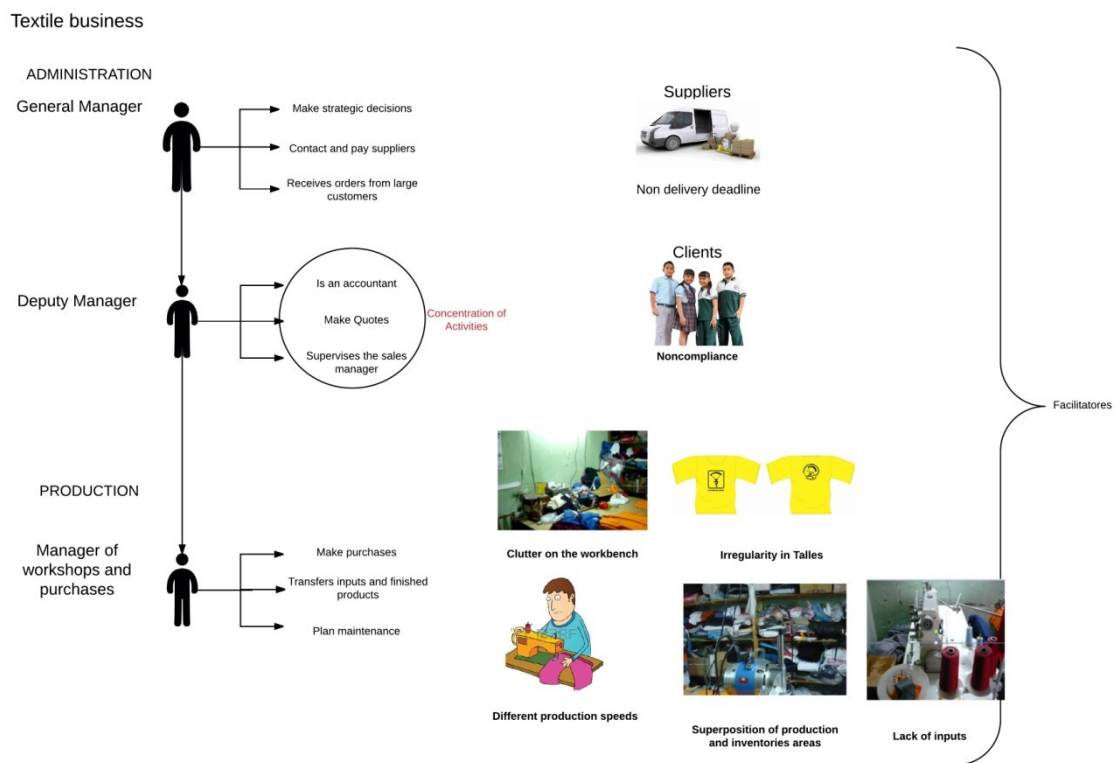 Textile business
ADMINISTRATION
General Manager
Make strategic decisions
Contact and pay suppliers
Receives orders from large
customers
Suppliers
Non delivery deadline
Deputy Manager
Is an accountant
Make Quotes
Supervises the sales
manager
Concentration of
Activities
Clients
Noncompliance
Facilitatores
PRODUCTION
Manager of
workshops and
purchases
Make purchases
Transfers inputs and finished
products
Plan maintenance
Clutter on the workbench
Irregularity in Talles
Different production speeds
Superposition of production
and inventories areas
Lack of inputs